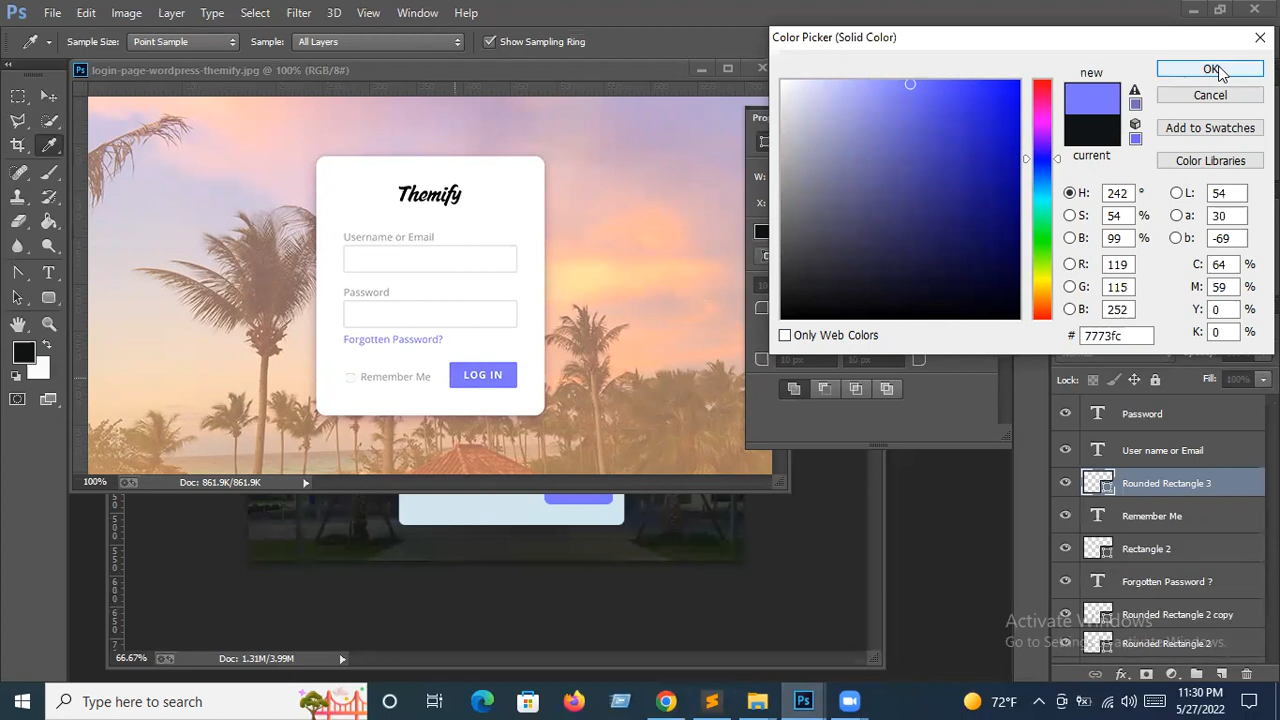 Ps File Edit Image Layer Type Select Filter 3D View Window Help
Sample Size: Point Sample Sample: All Layers Show Sampling Ring
Ps login-page-wordpress-themify.jpg @ 100% (RGB/8#)
Themify
Username or Email
Password
Forgotten Password?
Remember Me
LOG IN
100% Doc: 861.9K/861.9K
66.67% Doc: 1.31M/3.99M
Color Picker (Solid Color)
new
current
OK
Cancel
Add to Swatches
Color Libraries
H: 242 °
S: 54 %
B: 99 %
R: 119
G: 115
B: 252
L: 54
a: 30
b: -69
C: 64 %
M: 59 %
Y: 0 %
K: 0 %
# 7773fc
Only Web Colors
W:
X:
10 px 10 px
Lock: Fill: 100%
Password
User name or Email
Rounded Rectangle 3
Remember Me
Rectangle 2
Forgotten Password ?
Rounded Rectangle 2 copy
Rounded Rectangle 2
Activate Windows
Type here to search
72°F
11:30 PM
5/27/2022